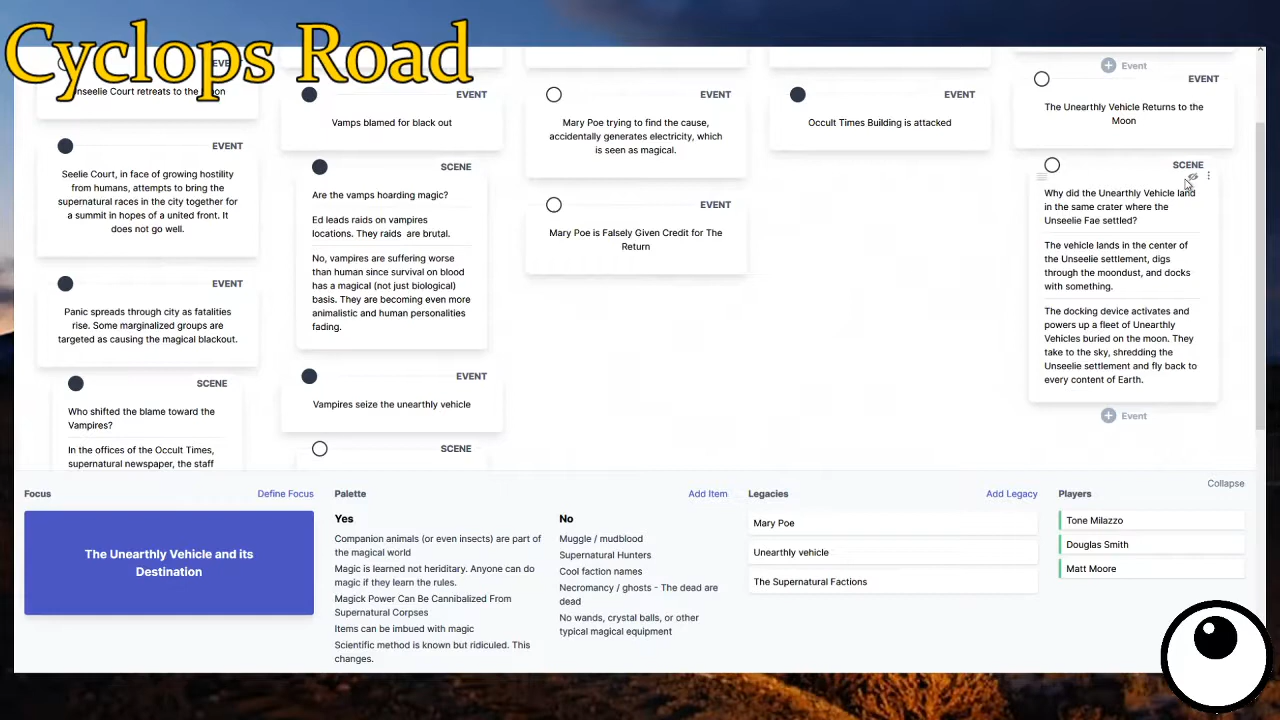 Cyclops Road
EVENT
Unseelie Court retreats to the Moon
EVENT
Seelie Court, in face of growing hostility
from humans, attempts to bring the
supernatural races in the city together for
a summit in hopes of a united front. It
does not go well.
EVENT
Panic spreads through city as fatalities
rise. Some marginalized groups are
targeted as causing the magical blackout.
SCENE
Who shifted the blame toward the
Vampires?
In the offices of the Occult Times,
supernatural newspaper, the staff
EVENT
Vamps blamed for black out
SCENE
Are the vamps hoarding magic?
Ed leads raids on vampires
locations. They raids are brutal.
No, vampires are suffering worse
than human since survival on blood
has a magical (not just biological)
basis. They are becoming even more
animalistic and human personalities
fading.
EVENT
Vampires seize the unearthly vehicle
SCENE
EVENT
Mary Poe trying to find the cause,
accidentally generates electricity, which
is seen as magical.
EVENT
Mary Poe is Falsely Given Credit for The
Return
EVENT
Occult Times Building is attacked
Event
EVENT
The Unearthly Vehicle Returns to the
Moon
SCENE
Why did the Unearthly Vehicle land
in the same crater where the
Unseelie Fae settled?
The vehicle lands in the center of
the Unseelie settlement, digs
through the moondust, and docks
with something.
The docking device activates and
powers up a fleet of Unearthly
Vehicles buried on the moon. They
take to the sky, shredding the
Unseelie settlement and fly back to
every content of Earth.
Event
Collapse
Focus
Define Focus
The Unearthly Vehicle and its
Destination
Palette
Add Item
Yes
Companion animals (or even insects) are part of
the magical world
Magic is learned not heriditary. Anyone can do
magic if they learn the rules.
Magick Power Can Be Cannibalized From
Supernatural Corpses
Items can be imbued with magic
Scientific method is known but ridiculed. This
changes.
No
Muggle / mudblood
Supernatural Hunters
Cool faction names
Necromancy / ghosts - The dead are
dead
No wands, crystal balls, or other
typical magical equipment
Legacies
Add Legacy
Mary Poe
Unearthly vehicle
The Supernatural Factions
Players
Tone Milazzo
Douglas Smith
Matt Moore